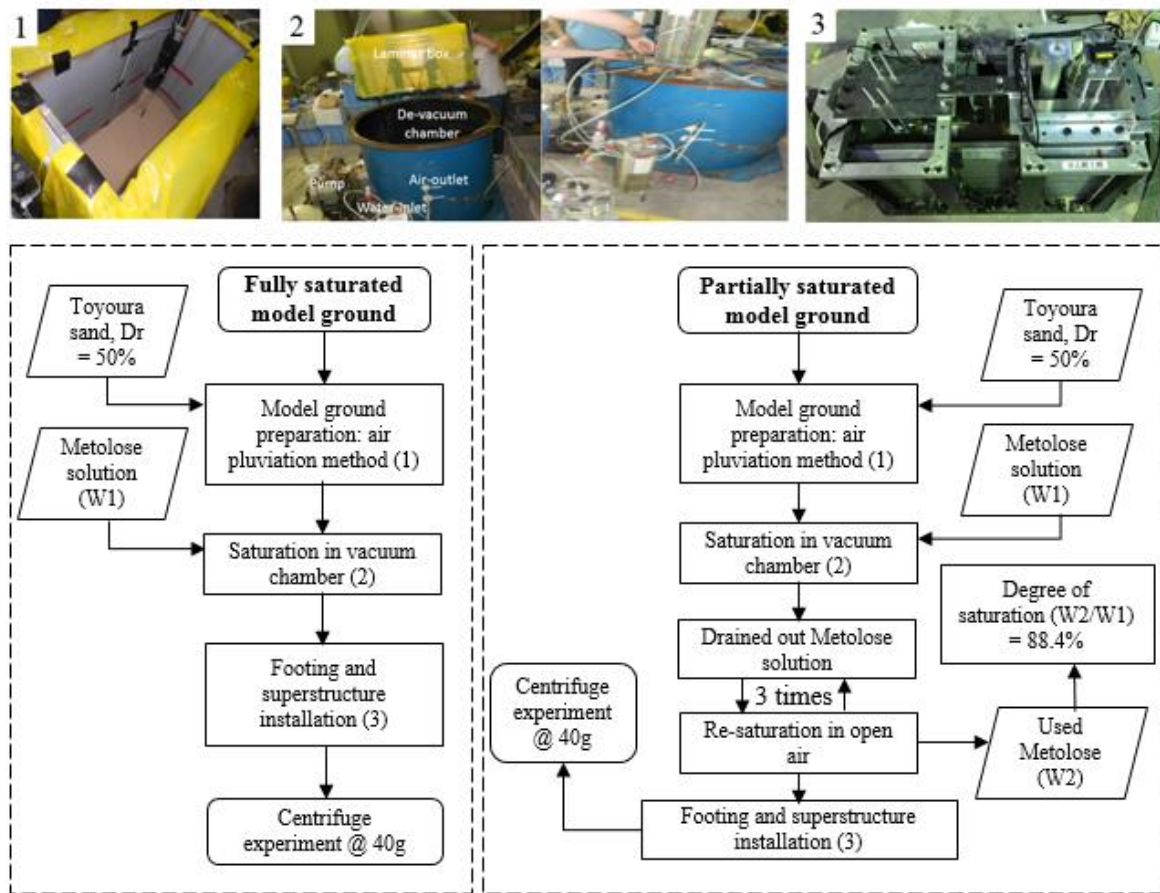 1
2
3
Laminar Box
De-vacuum
chamber
Pump
Air-outlet
Water-inlet
Fully saturated
model ground
Toyoura
sand, Dr
= 50%
Model ground
preparation: air
pluviation method (1)
Metolose
solution
(W1)
Saturation in vacuum
chamber (2)
Footing and
superstructure
installation (3)
Centrifuge
experiment @ 40g
Partially saturated
model ground
Toyoura
sand, Dr
= 50%
Model ground
preparation: air
pluviation method (1)
Metolose
solution
(W1)
Saturation in vacuum
chamber (2)
Degree of
saturation (W2/W1)
= 88.4%
Drained out Metolose
solution
3 times
Centrifuge
experiment
@ 40g
Re-saturation in open
air
Used
Metolose
(W2)
Footing and superstructure
installation (3)